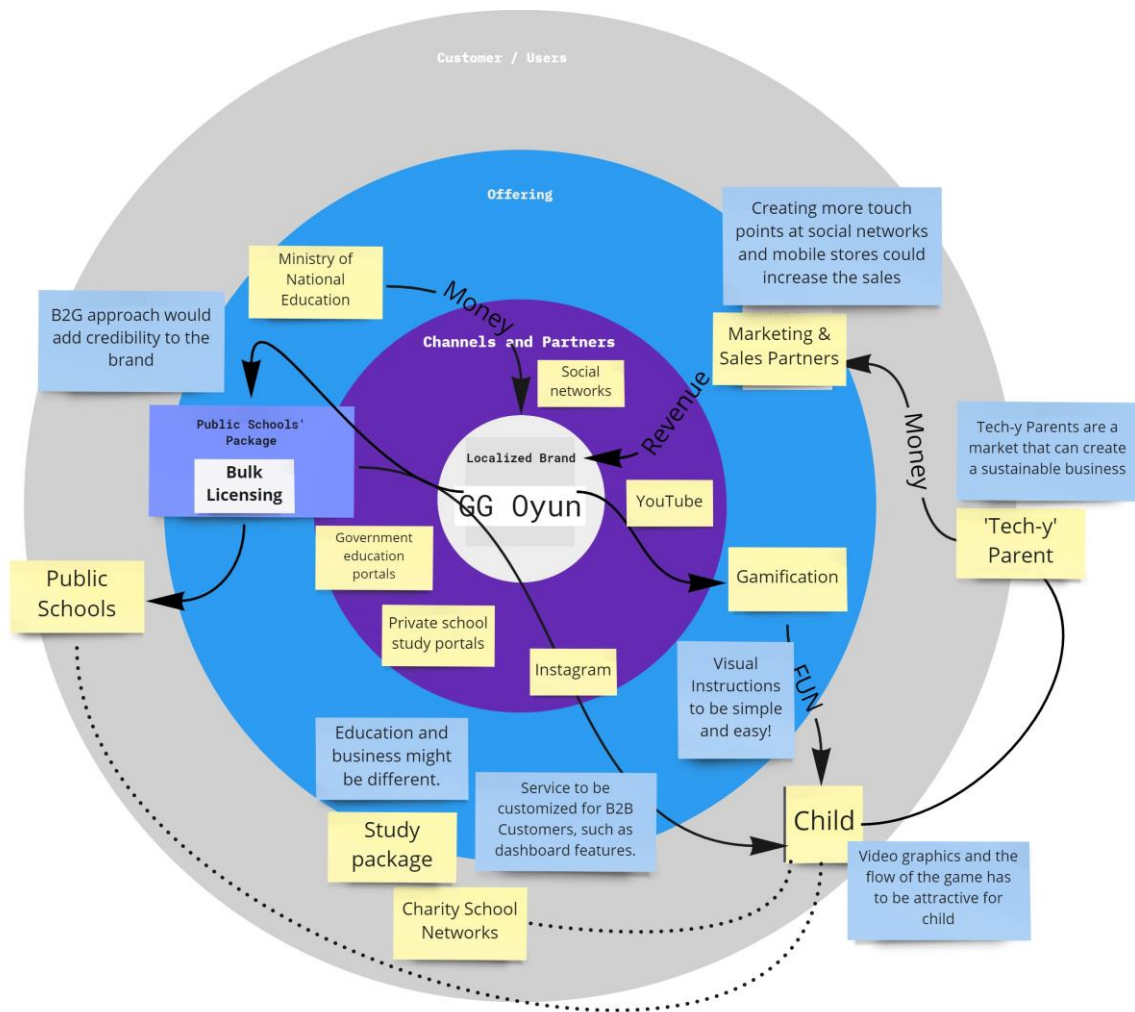 Customer / Users
Offering
Creating more touch
points at social networks
and mobile stores could
increase the sales
Ministry of
National
Education
Money
B2G approach would
add credibility to the
brand
Channels and Partners
Marketing &
Sales Partners
Social
networks
Revenue
Money
Public Schools'
Package
Bulk
Licensing
Localized Brand
GG Oyun
YouTube
Tech-y Parents are a
market that can create
a sustainable business
'Tech-y'
Parent
Government
education
portals
Gamification
Public
Schools
Private school
study portals
Instagram
Visual
Instructions
to be simple
and easy!
FUN
Education and
business might
be different.
Service to be
customized for B2B
Customers, such as
dashboard features.
Child
Study
package
Video graphics and the
flow of the game has
to be attractive for
child
Charity School
Networks